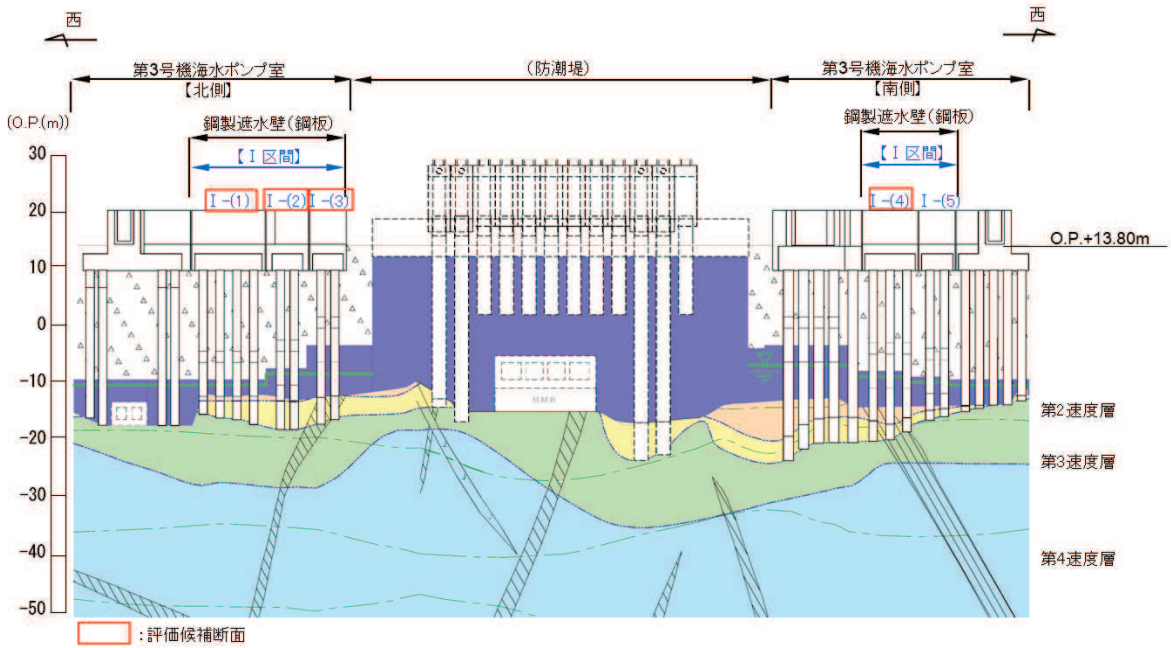 西
西
第3号機海水ポンプ室
【北側】
(防潮堤)
第3号機海水ポンプ室
【南側】
(O.P.(m))
鋼製遮水壁(鋼板)
鋼製遮水壁(鋼板)
【Ⅰ区間】
【Ⅰ区間】
Ⅰ-(1)
Ⅰ-(2)
Ⅰ-(3)
Ⅰ-(4)
Ⅰ-(5)
O.P.+13.80m
30
20
10
0
-10
-20
-30
-40
-50
M.M.R
第2速度層
第3速度層
第4速度層
:評価候補断面